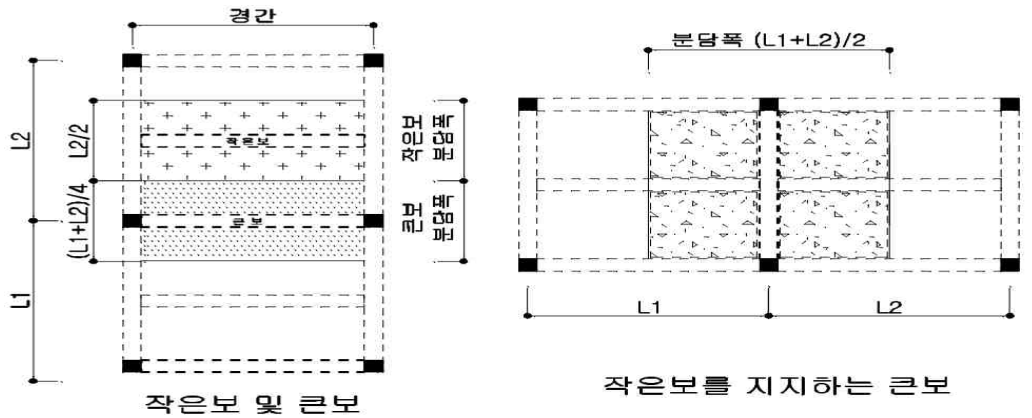 경간
L2
L1
L2/2
(L1+L2)/4
작은보
큰보
작은보
분담폭
큰보
분담폭
작은보 및 큰보
분담폭 (L1+L2)/2
L1
L2
작은보를 지지하는 큰보